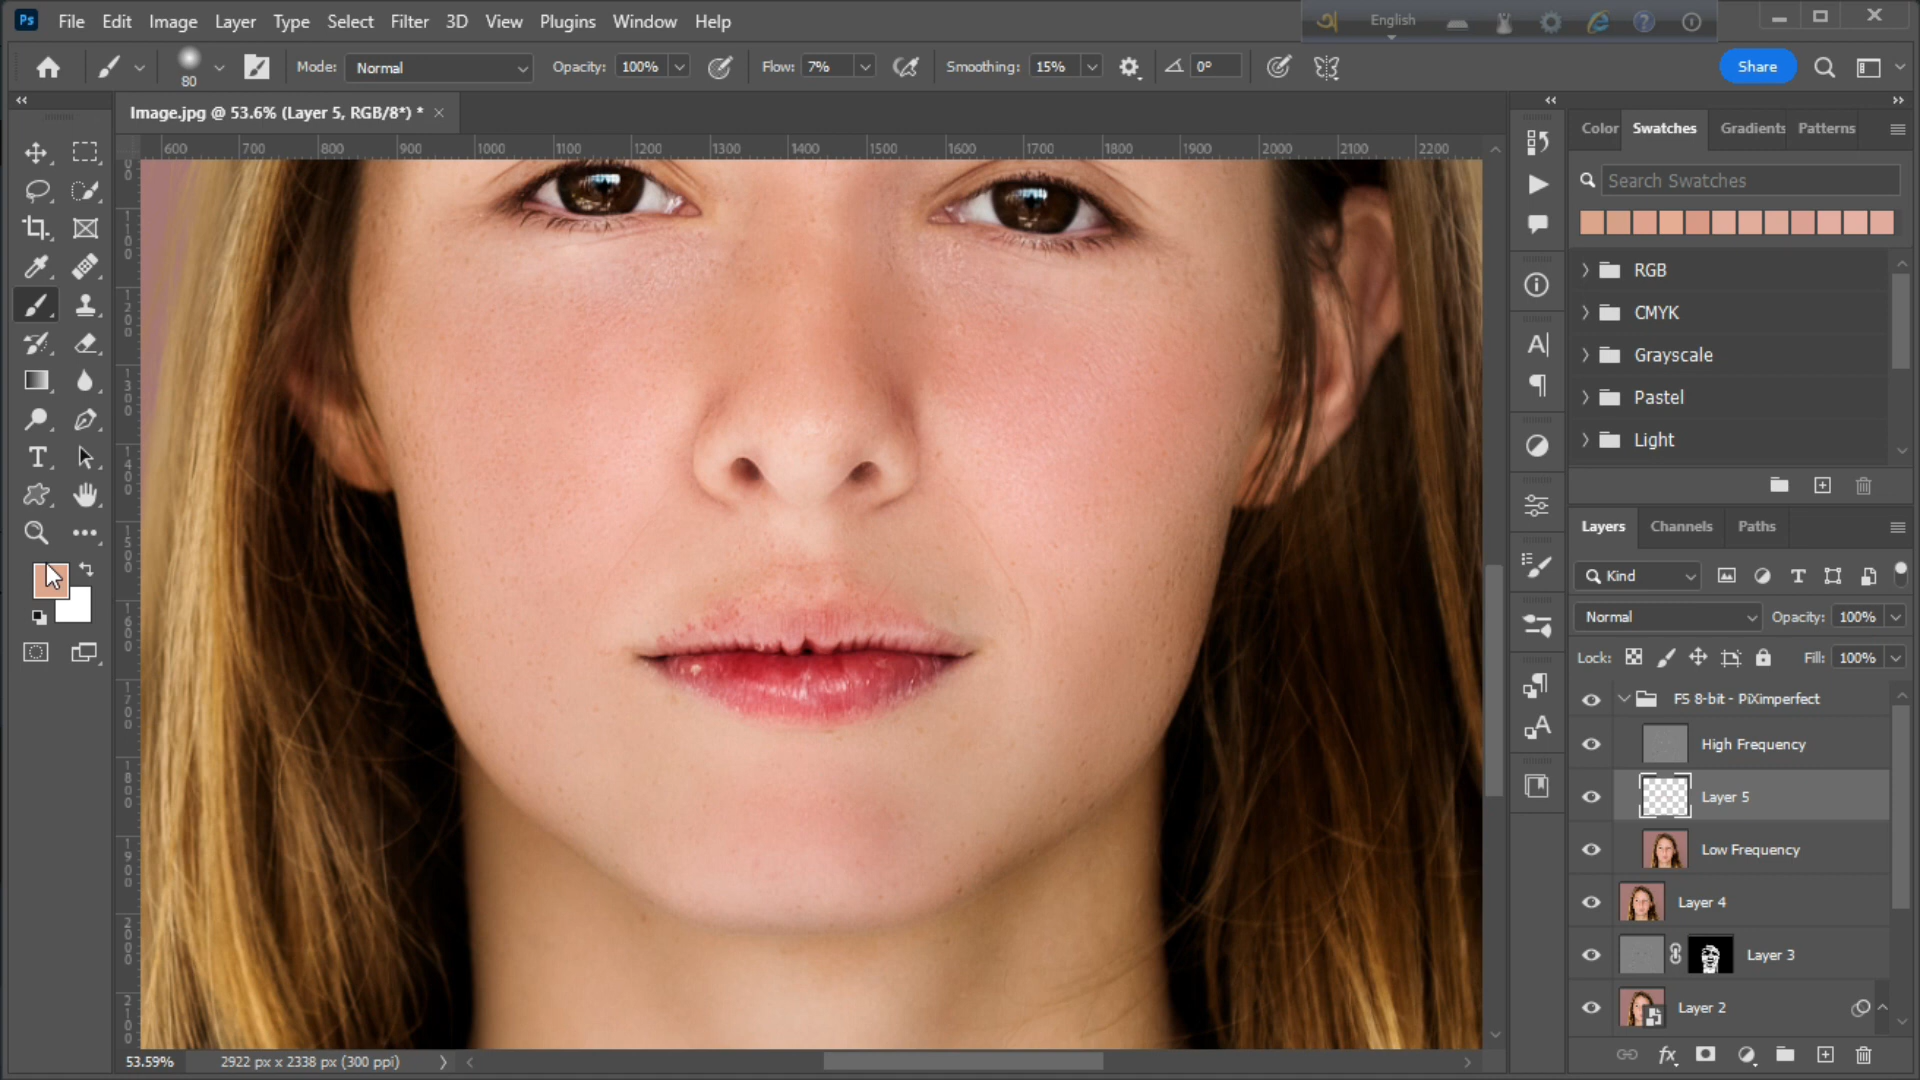 Ps File Edit Image Layer Type Select Filter 3D View Plugins Window Help
English
80 Mode: Normal Opacity: 100% Flow: 7% Smoothing: 15% 0° Share
Image.jpg @ 53.6% (Layer 5, RGB/8*) *
600 700 800 900 1000 1100 1200 1300 1400 1500 1600 1700 1800 1900 2000 2100 2200
Color Swatches Gradients Patterns
Search Swatches
RGB
CMYK
Grayscale
Pastel
Light
Layers Channels Paths
Kind
Normal Opacity: 100%
Lock: Fill: 100%
FS 8-bit - PiXimperfect
High Frequency
Layer 5
Low Frequency
Layer 4
Layer 3
Layer 2
53.59% 2922 px x 2338 px (300 ppi)